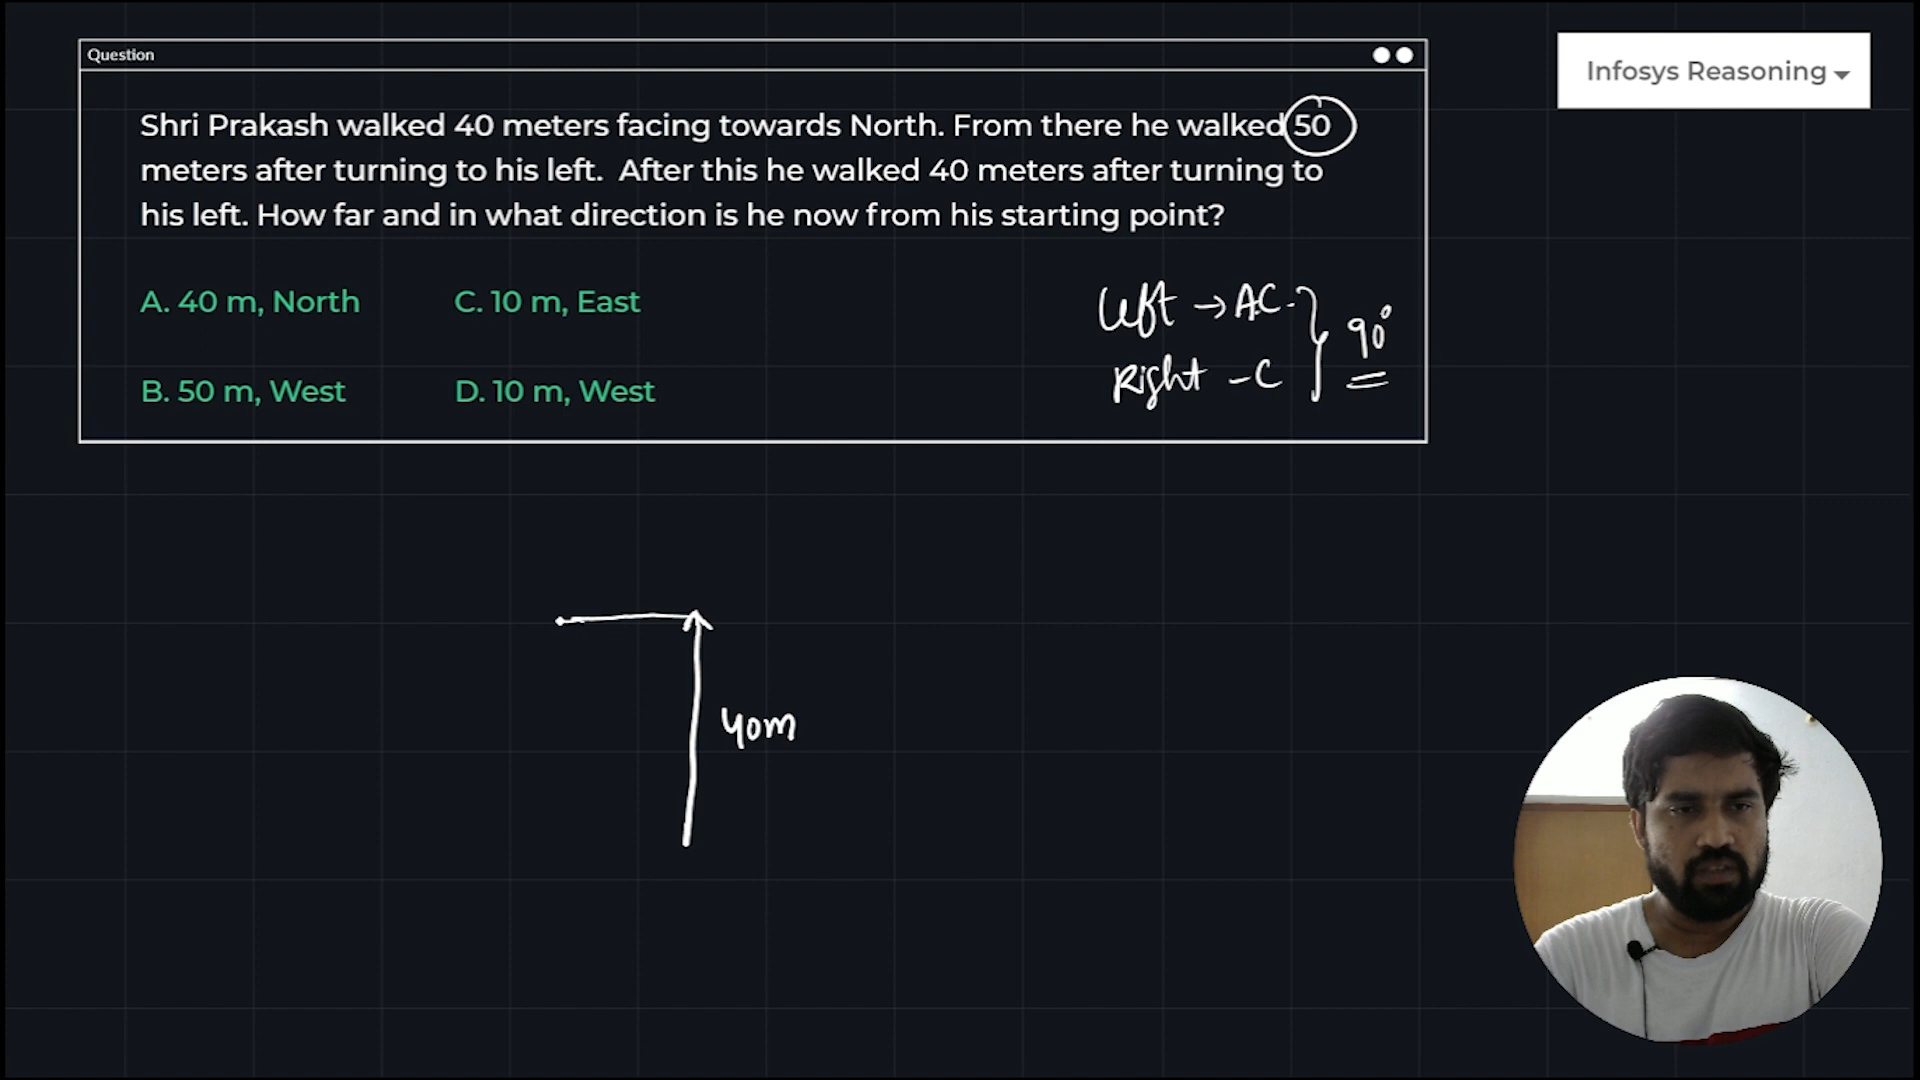 Question
Infosys Reasoning
Shri Prakash walked 40 meters facing towards North. From there he walked 50
meters after turning to his left. After this he walked 40 meters after turning to
his left. How far and in what direction is he now from his starting point?
A. 40 m, North
C. 10 m, East
B. 50 m, West
D. 10 m, West
Left → A.C.
Right - C
90°
40m